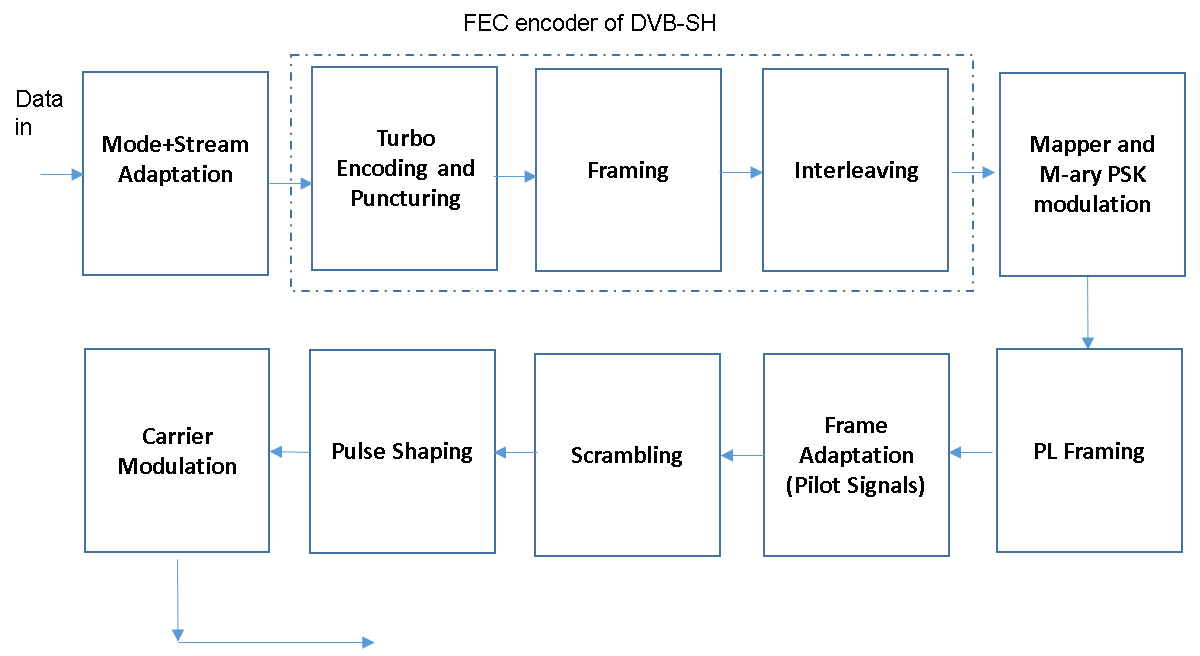 FEC encoder of DVB-SH
Data
in
Mode+Stream
Adaptation
Turbo
Encoding and
Puncturing
Framing
Interleaving
Mapper and
M-ary PSK
modulation
Carrier
Modulation
Pulse Shaping
Scrambling
Frame
Adaptation
(Pilot Signals)
PL Framing